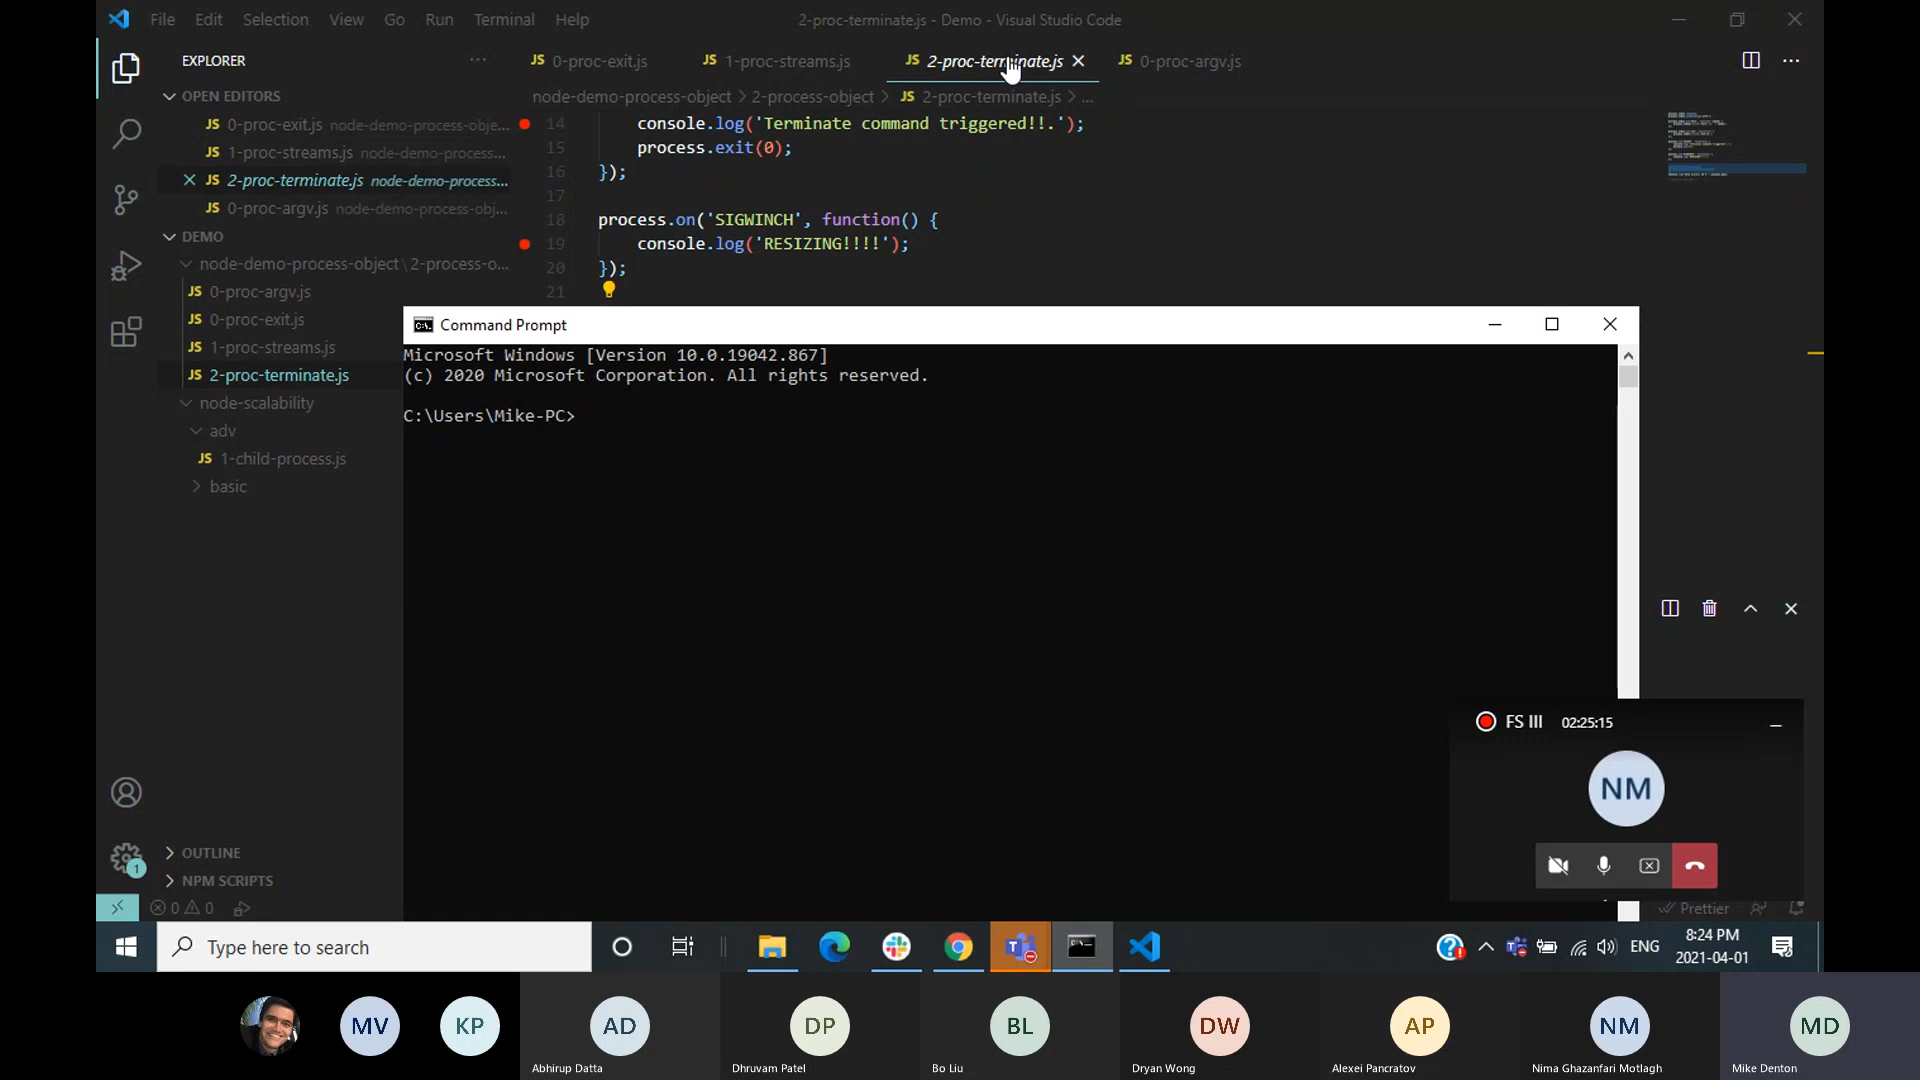 File Edit Selection View Go Run Terminal Help
2-proc-terminate.js - Demo - Visual Studio Code
EXPLORER
JS 0-proc-exit.js
JS 1-proc-streams.js
JS 2-proc-terminate.js
JS 0-proc-argv.js
OPEN EDITORS
JS 0-proc-exit.js node-demo-process-obje...
JS 1-proc-streams.js node-demo-process...
JS 2-proc-terminate.js node-demo-process...
JS 0-proc-argv.js node-demo-process-obj...
DEMO
node-demo-process-object\2-process-o...
JS 0-proc-argv.js
JS 0-proc-exit.js
JS 1-proc-streams.js
JS 2-proc-terminate.js
node-scalability
adv
JS 1-child-process.js
basic
OUTLINE
NPM SCRIPTS
node-demo-process-object > 2-process-object > JS 2-proc-terminate.js > ...
14 console.log('Terminate command triggered!!.');
15 process.exit(0);
16 });
17
18 process.on('SIGWINCH', function() {
19 console.log('RESIZING!!!!');
20 });
21
Command Prompt
Microsoft Windows [Version 10.0.19042.867]
(c) 2020 Microsoft Corporation. All rights reserved.
C:\Users\Mike-PC>
FS III 02:25:15
NM
1
0 0
Prettier
Type here to search
ENG
8:24 PM
2021-04-01
MV
KP
AD
Abhirup Datta
DP
Dhruvam Patel
BL
Bo Liu
DW
Dryan Wong
AP
Alexei Pancratov
NM
Nima Ghazanfari Motlagh
MD
Mike Denton